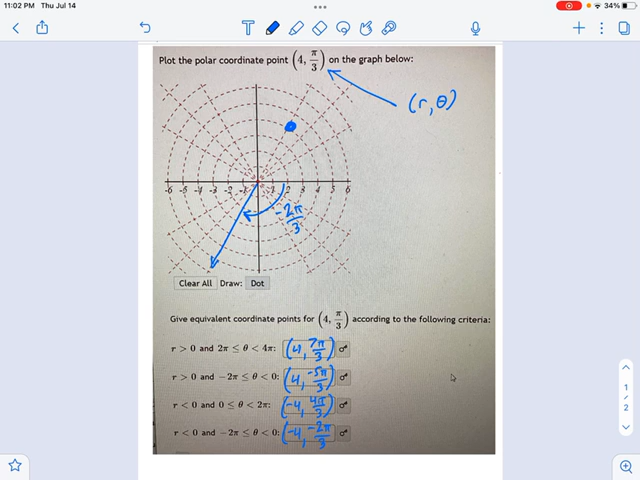 11:02 PM Thu Jul 14
34%
Plot the polar coordinate point (4, π/3) on the graph below:
(r, θ)
-6 -5 -4 -3 -2 -1 1 2 3 4 5 6
-2π/3
Clear All Draw: Dot
Give equivalent coordinate points for (4, π/3) according to the following criteria:
r > 0 and 2π ≤ θ < 4π: (4, 7π/3)
r > 0 and −2π ≤ θ < 0: (4, -5π/3)
r < 0 and 0 ≤ θ < 2π: (-4, 4π/3)
r < 0 and −2π ≤ θ < 0: (-4, -2π/3)
1
2